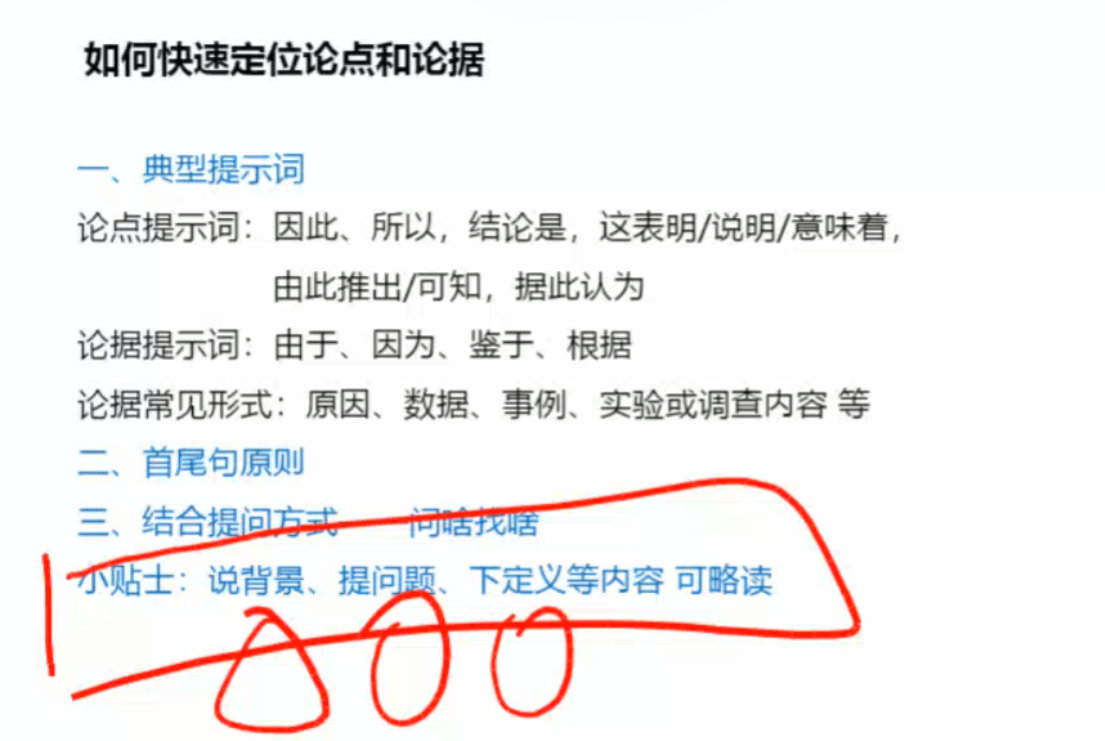 如何快速定位论点和论据
一、典型提示词
论点提示词：因此、所以，结论是，这表明/说明/意味着，
由此推出/可知，据此认为
论据提示词：由于、因为、鉴于、根据
论据常见形式：原因、数据、事例、实验或调查内容 等
二、首尾句原则
三、结合提问方式 问啥找啥
小贴士：说背景、提问题、下定义等内容 可略读